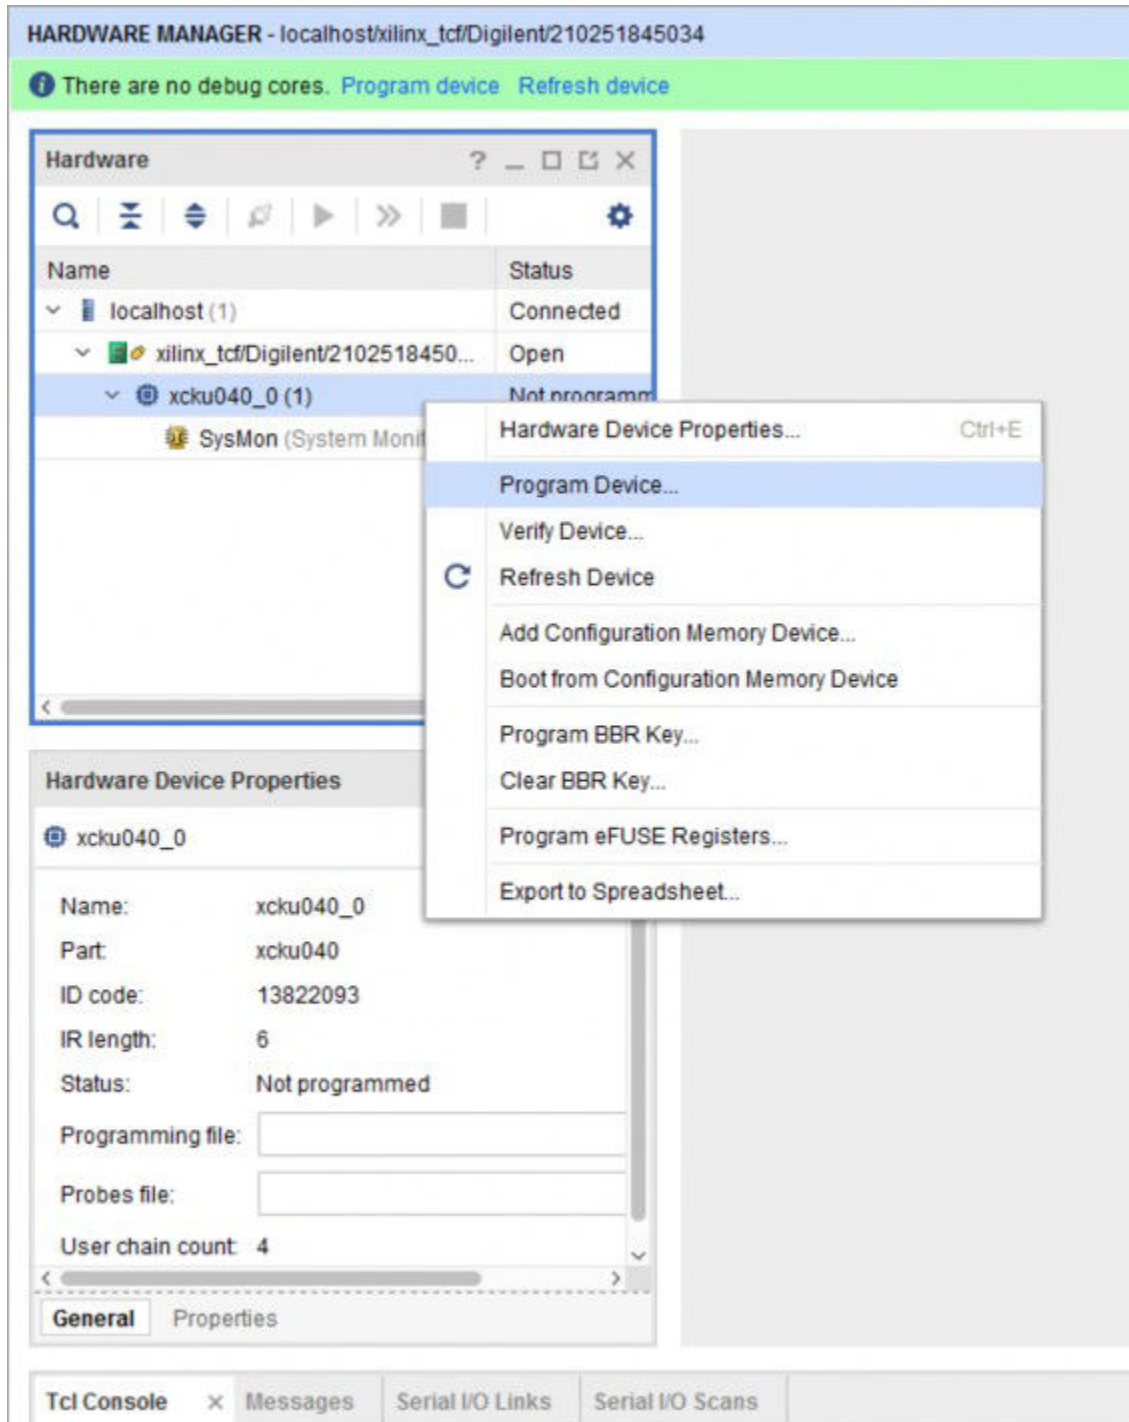 HARDWARE MANAGER - localhost/xilinx_tcf/Digilent/210251845034
There are no debug cores. Program device Refresh device
Hardware
Name Status
localhost (1) Connected
xilinx_tcf/Digilent/2102518450... Open
xcku040_0 (1) Not programm
SysMon (System Monit
Hardware Device Properties... Ctrl+E
Program Device...
Verify Device...
Refresh Device
Add Configuration Memory Device...
Boot from Configuration Memory Device
Program BBR Key...
Clear BBR Key...
Program eFUSE Registers...
Export to Spreadsheet...
Hardware Device Properties
xcku040_0
Name: xcku040_0
Part: xcku040
ID code: 13822093
IR length: 6
Status: Not programmed
Programming file:
Probes file:
User chain count: 4
General Properties
Tcl Console Messages Serial I/O Links Serial I/O Scans